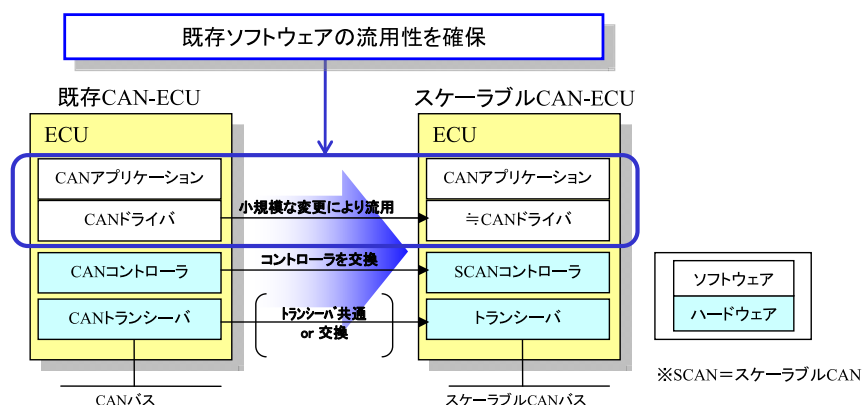 既存ソフトウェアの流用性を確保
既存CAN-ECU
スケーラブルCAN-ECU
ECU
ECU
CANアプリケーション
CANアプリケーション
CANドライバ
小規模な変更により流用
≒CANドライバ
CANコントローラ
コントローラを交換
SCANコントローラ
CANトランシーバ
トランシーバ共通
or 交換
トランシーバ
ソフトウェア
ハードウェア
※SCAN＝スケーラブルCAN
CANバス
スケーラブルCANバス